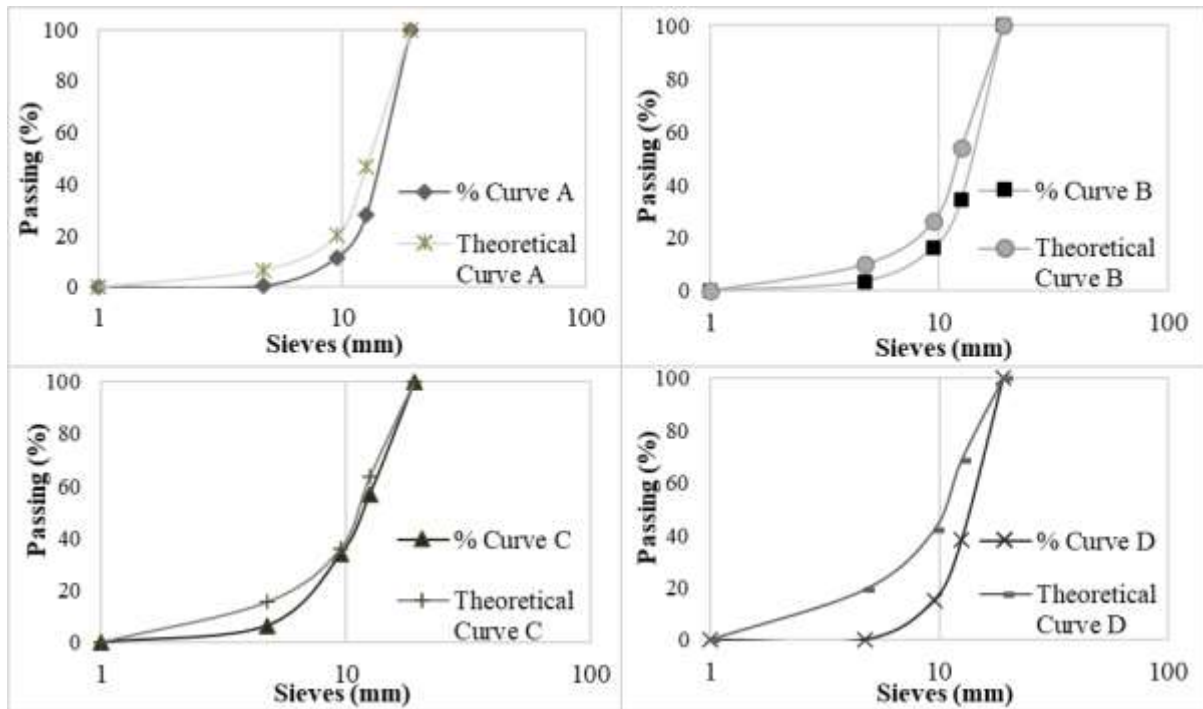 100
80
60
40
20
0
Passing (%)
% Curve A
Theoretical
Curve A
1
10
100
Sieves (mm)
100
80
60
40
20
0
Passing (%)
% Curve B
Theoretical
Curve B
1
10
100
Sieves (mm)
100
80
60
40
20
0
Passing (%)
% Curve C
Theoretical
Curve C
1
10
100
Sieves (mm)
100
80
60
40
20
0
Passing (%)
% Curve D
Theoretical
Curve D
1
10
100
Sieves (mm)